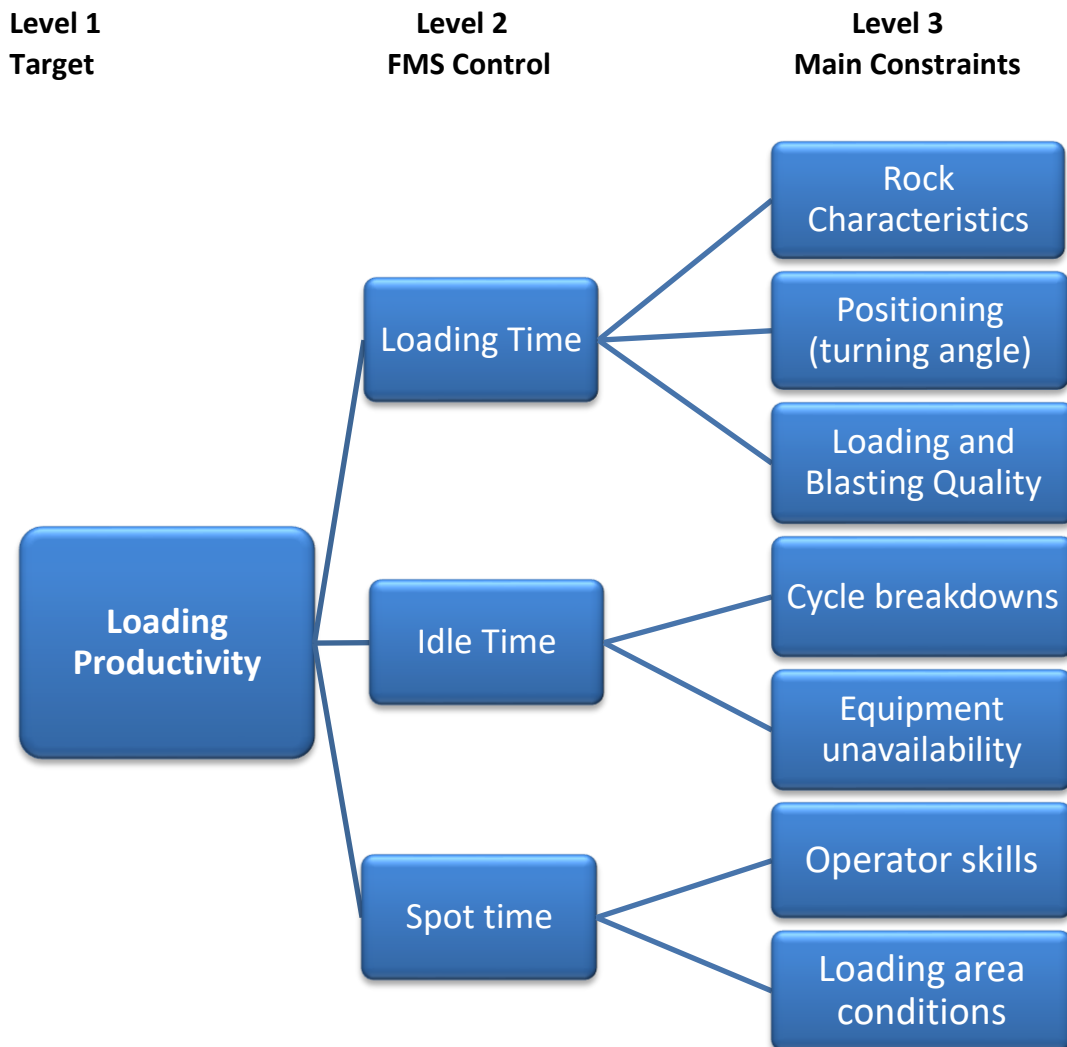 Level 1
Target
Level 2
FMS Control
Level 3
Main Constraints
Loading
Productivity
Loading Time
Idle Time
Spot time
Rock
Characteristics
Positioning
(turning angle)
Loading and
Blasting Quality
Cycle breakdowns
Equipment
unavailability
Operator skills
Loading area
conditions